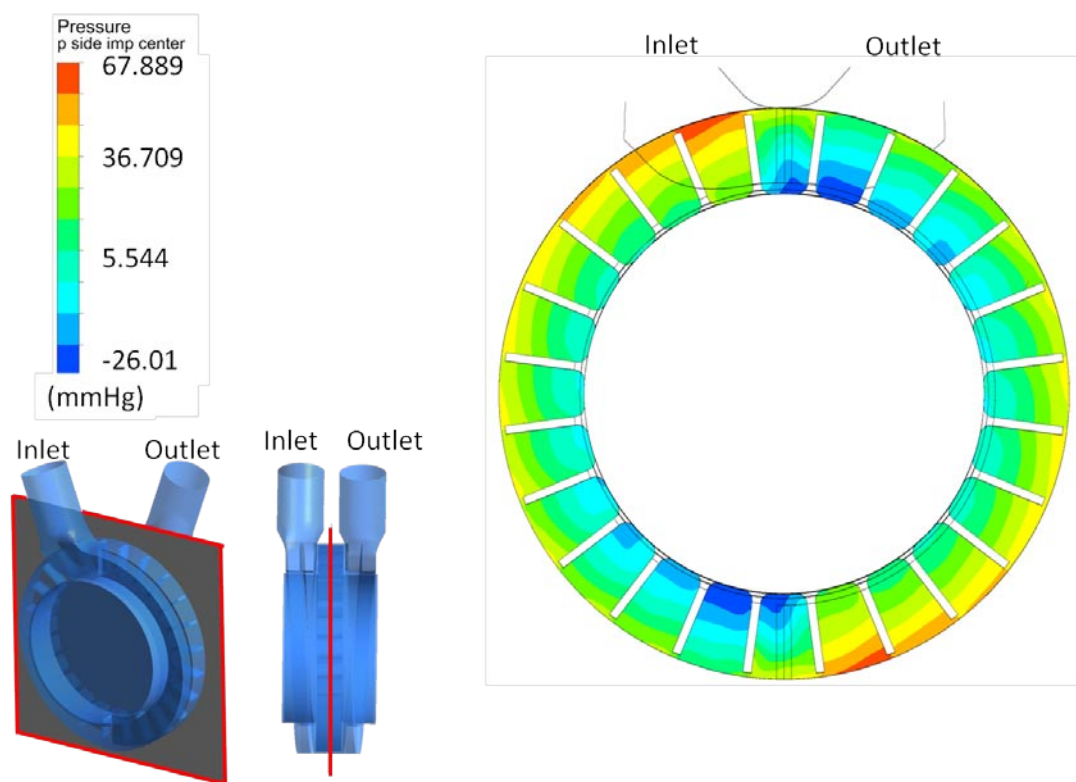 Pressure
p side imp center
67.889
36.709
5.544
-26.01
(mmHg)
Inlet Outlet
Inlet Outlet
Inlet Outlet